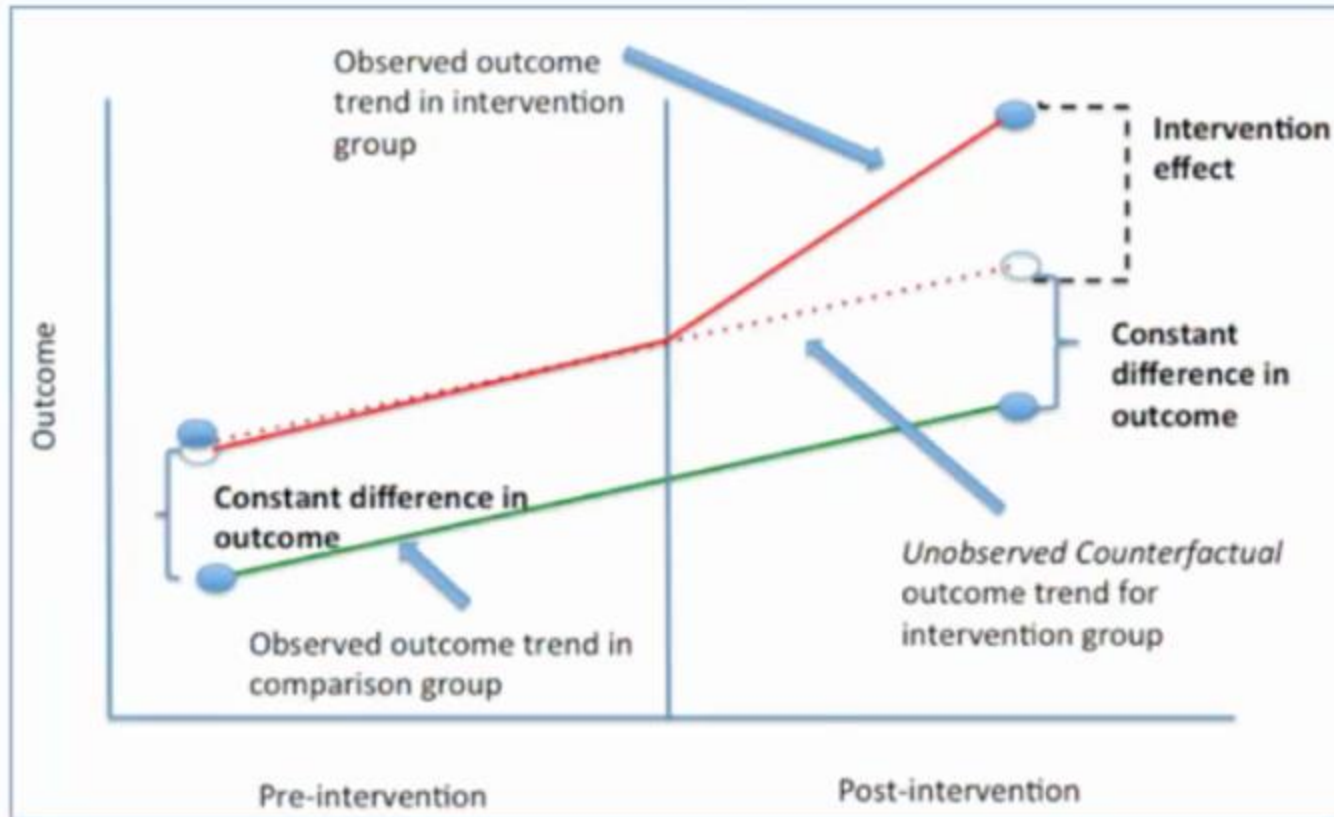 Observed outcome
trend in intervention
group
Intervention
effect
Outcome
Constant
difference in
outcome
Constant difference in
outcome
Unobserved Counterfactual
outcome trend for
intervention group
Observed outcome trend in
comparison group
Pre-intervention
Post-intervention